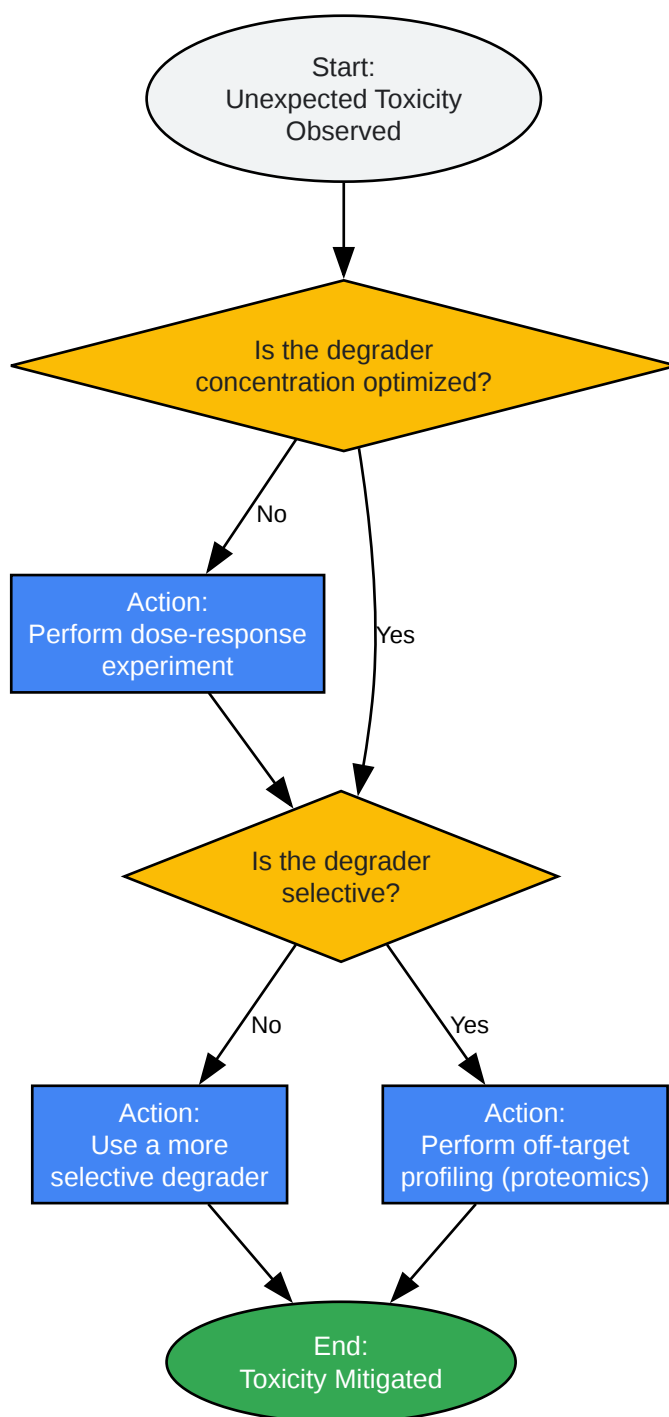 Start:
Unexpected Toxicity
Observed
Is the degrader
concentration optimized?
No
Yes
Action:
Perform dose-response
experiment
Is the degrader
selective?
No
Yes
Action:
Use a more
selective degrader
Action:
Perform off-target
profiling (proteomics)
End:
Toxicity Mitigated